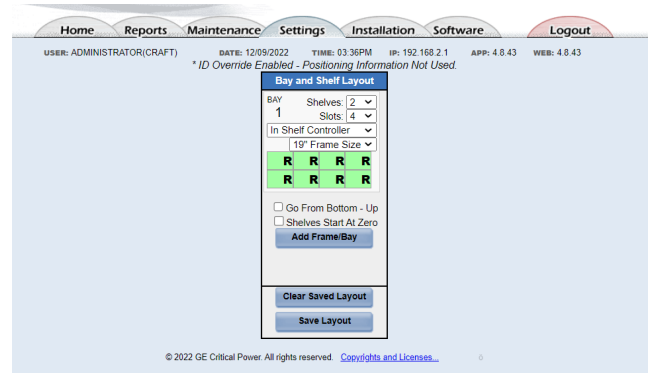 Home Reports Maintenance Settings Installation Software Logout
USER: ADMINISTRATOR(CRAFT) DATE: 12/09/2022 TIME: 03:36PM IP: 192.168.2.1 APP: 4.8.43 WEB: 4.8.43
* ID Override Enabled - Positioning Information Not Used.
Bay and Shelf Layout
BAY Shelves: 2
1 Slots: 4
In Shelf Controller
19" Frame Size
R R R R
R R R R
Go From Bottom - Up
Shelves Start At Zero
Add Frame/Bay
Clear Saved Layout
Save Layout
© 2022 GE Critical Power. All rights reserved. Copyrights and Licenses...